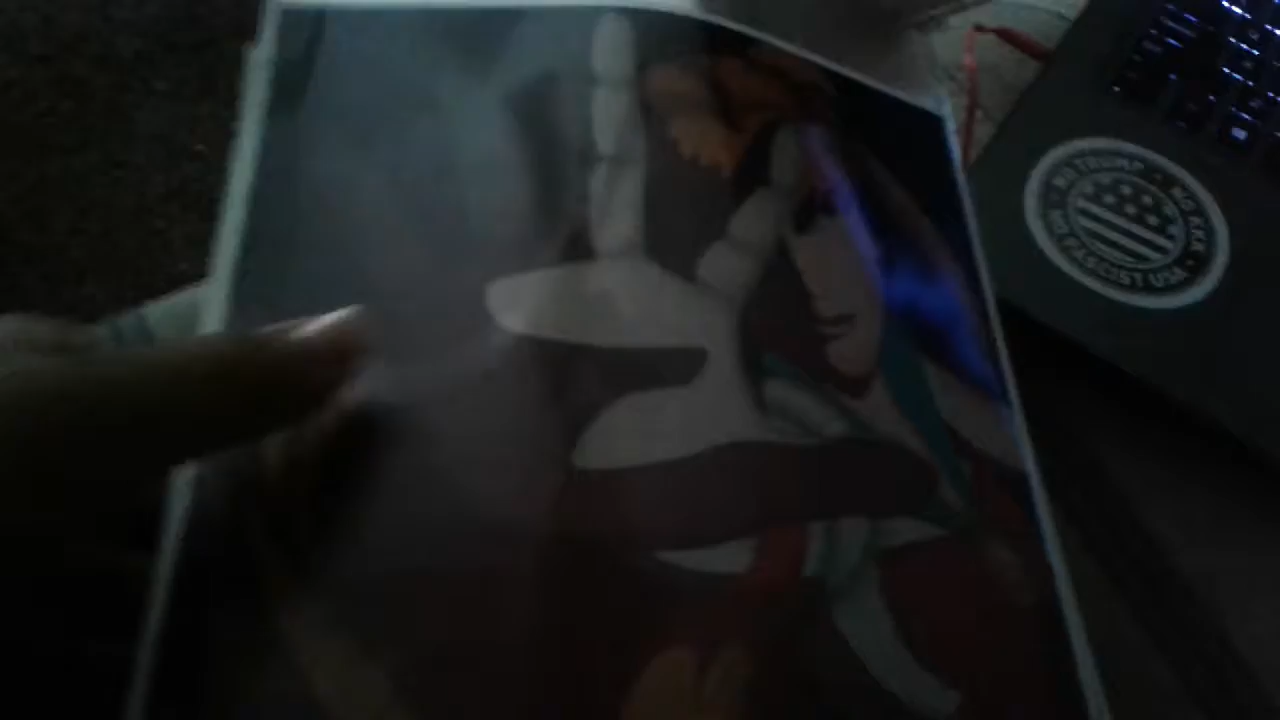 NO TRUMP • NO KKK •
NO FASCIST USA